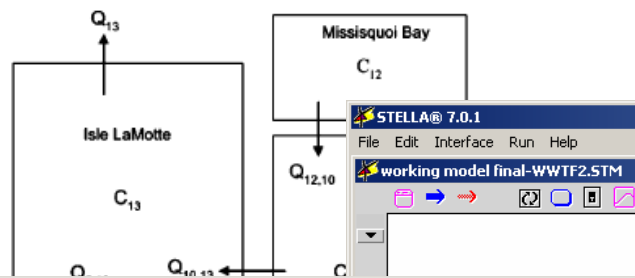 Q13
Missisquoi Bay
C12
Isle LaMotte
C13
Q12,10
Q10,13
C
STELLA® 7.0.1
File Edit Interface Run Help
working model final-WWTF2.STM